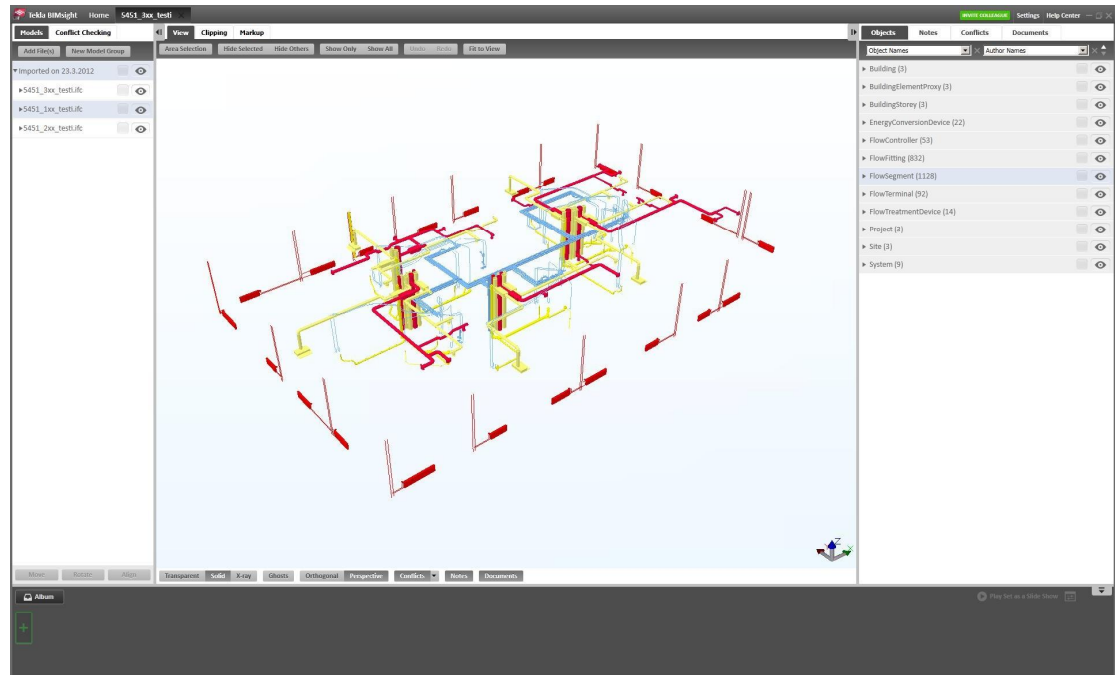 Tekla BIMsight Home 5451_3xx_testi
INVITE COLLEAGUE Settings Help Center
Models Conflict Checking
View Clipping Markup
Objects Notes Conflicts Documents
Add File(s) New Model Group
Area Selection Hide Selected Hide Others Show Only Show All Undo Redo Fit to View
Object Names Author Names
Imported on 23.3.2012
5451_3xx_testi.ifc
5451_1xx_testi.ifc
5451_2xx_testi.ifc
Building (3)
BuildingElementProxy (3)
BuildingStorey (3)
EnergyConversionDevice (22)
FlowController (53)
FlowFitting (832)
FlowSegment (1128)
FlowTerminal (92)
FlowTreatmentDevice (14)
Project (3)
Site (3)
System (9)
Z
Move Rotate Align
Transparent Solid X-ray Ghosts Orthogonal Perspective Conflicts Notes Documents
Album
Play Set as a Slide Show